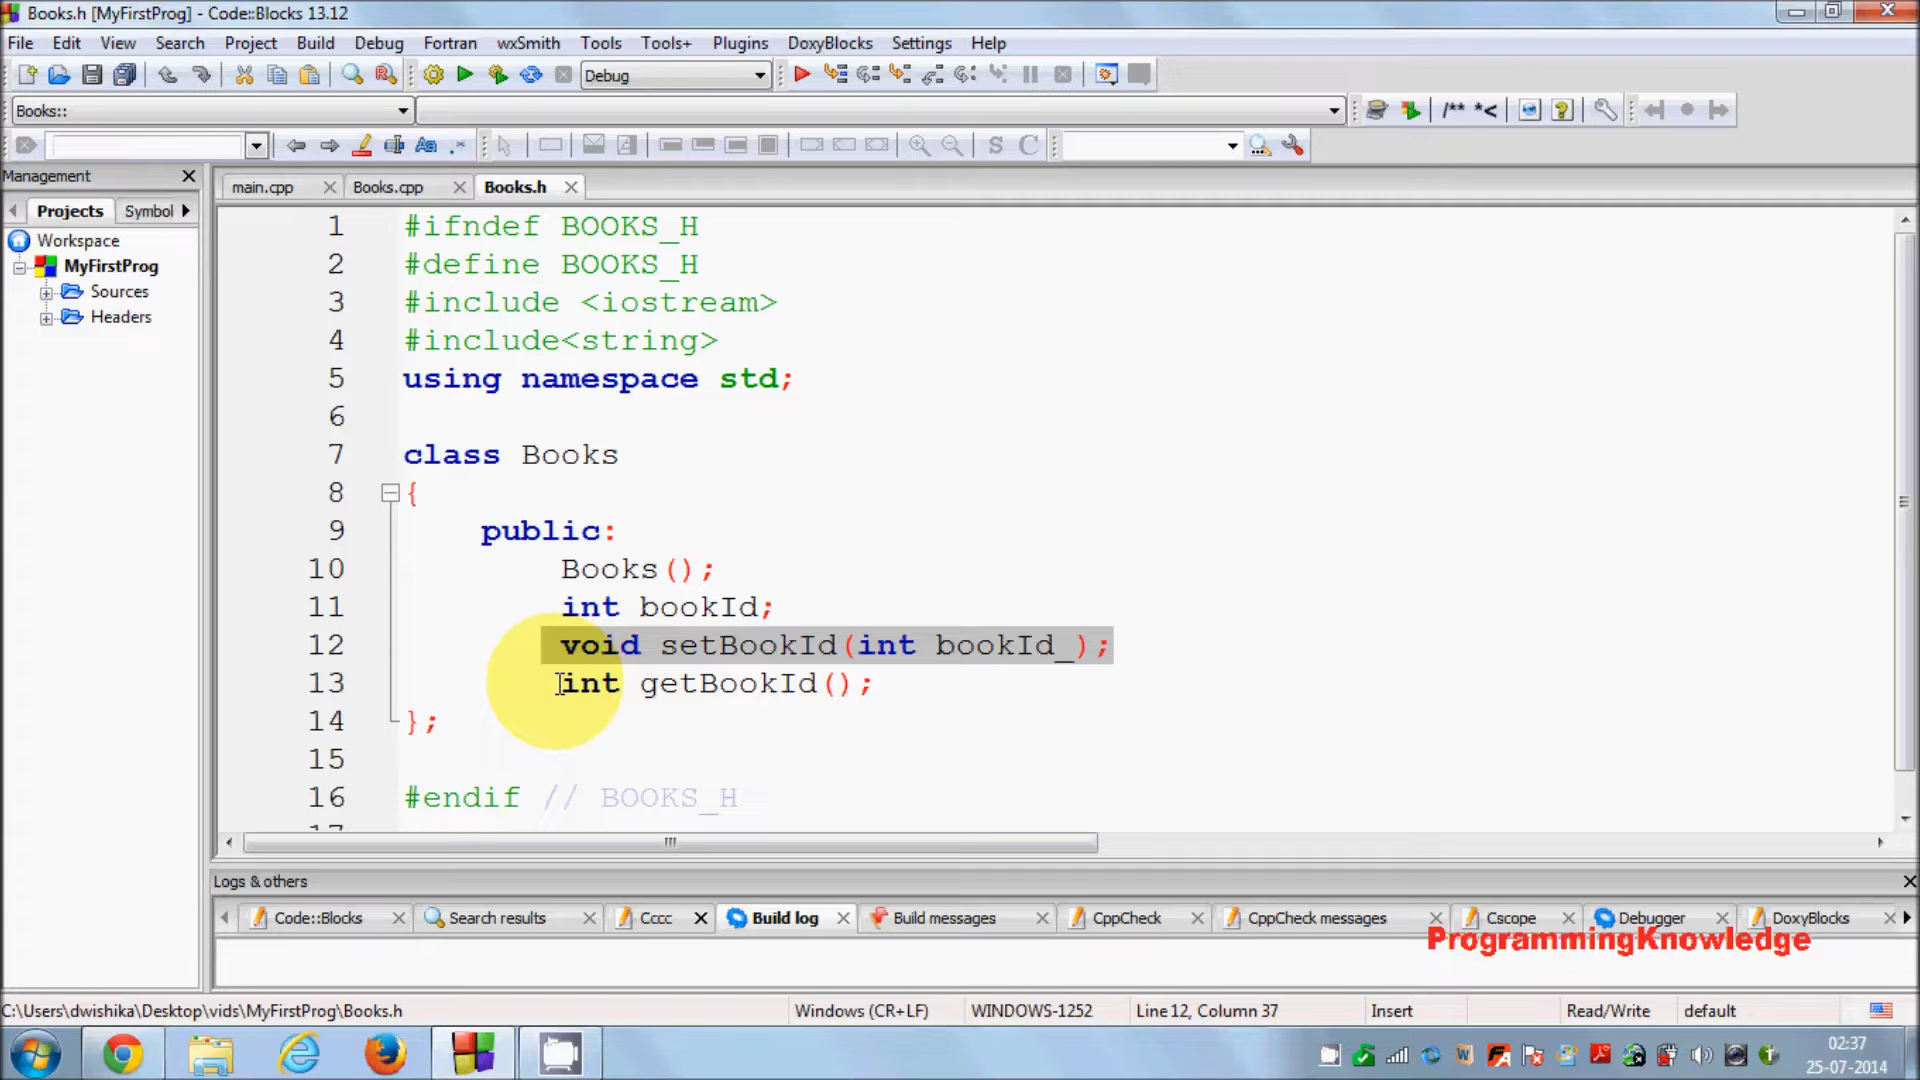 Books.h [MyFirstProg] - Code::Blocks 13.12
File Edit View Search Project Build Debug Fortran wxSmith Tools Tools+ Plugins DoxyBlocks Settings Help
Debug
Books::
/** *<
S C
Management
main.cpp Books.cpp Books.h
Projects Symbol
Workspace
MyFirstProg
Sources
Headers
1 #ifndef BOOKS_H
2 #define BOOKS_H
3 #include <iostream>
4 #include<string>
5 using namespace std;
6
7 class Books
8 {
9 public:
10 Books();
11 int bookId;
12 void setBookId(int bookId_);
13 int getBookId();
14 };
15
16 #endif // BOOKS_H
17
Logs & others
Code::Blocks Search results Cccc Build log Build messages CppCheck CppCheck messages Cscope Debugger DoxyBlocks
ProgrammingKnowledge
C:\Users\dwishika\Desktop\vids\MyFirstProg\Books.h Windows (CR+LF) WINDOWS-1252 Line 12, Column 37 Insert Read/Write default
02:37
25-07-2014